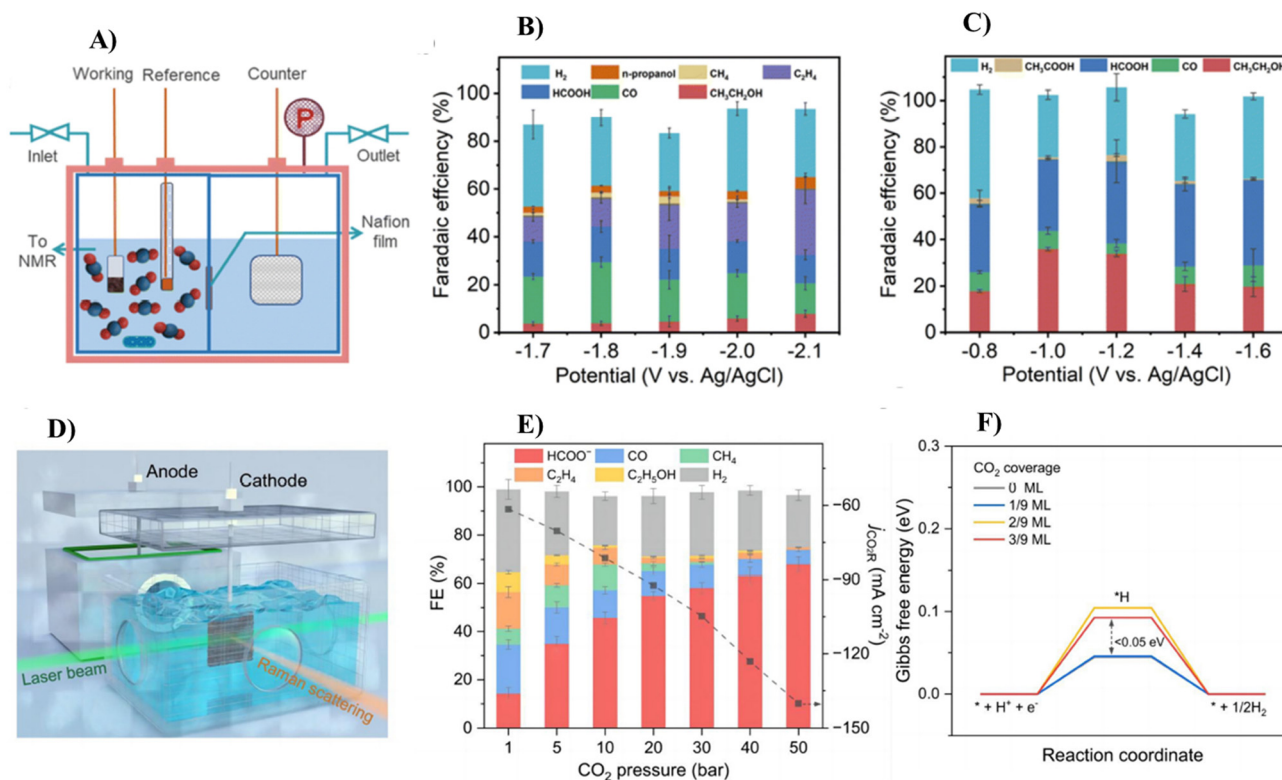 A)
Working Reference Counter
P
Inlet
Outlet
To
NMR
Nafion
film
B)
H₂ n-propanol CH₄ C₂H₄
HCOOH CO CH₃CH₂OH
Faradaic effciency (%)
100
80
60
40
20
0
-1.7 -1.8 -1.9 -2.0 -2.1
Potential (V vs. Ag/AgCl)
C)
H₂ CH₃COOH HCOOH CO CH₃CH₂OH
Faradaic effciency (%)
100
80
60
40
20
0
-0.8 -1.0 -1.2 -1.4 -1.6
Potential (V vs. Ag/AgCl)
D)
Anode
Cathode
Laser beam
Raman scattering
E)
HCOO⁻ CO CH₄
C₂H₄ C₂H₅OH H₂
FE (%)
100
80
60
40
20
0
1 5 10 20 30 40 50
CO₂ pressure (bar)
−60
−90
−120
−150
jCO₂R (mA cm⁻²)
F)
CO₂ coverage
0 ML
1/9 ML
2/9 ML
3/9 ML
Gibbs free energy (eV)
0.3
0.2
0.1
0.0
*H
<0.05 eV
* + H⁺ + e⁻
* + 1/2H₂
Reaction coordinate